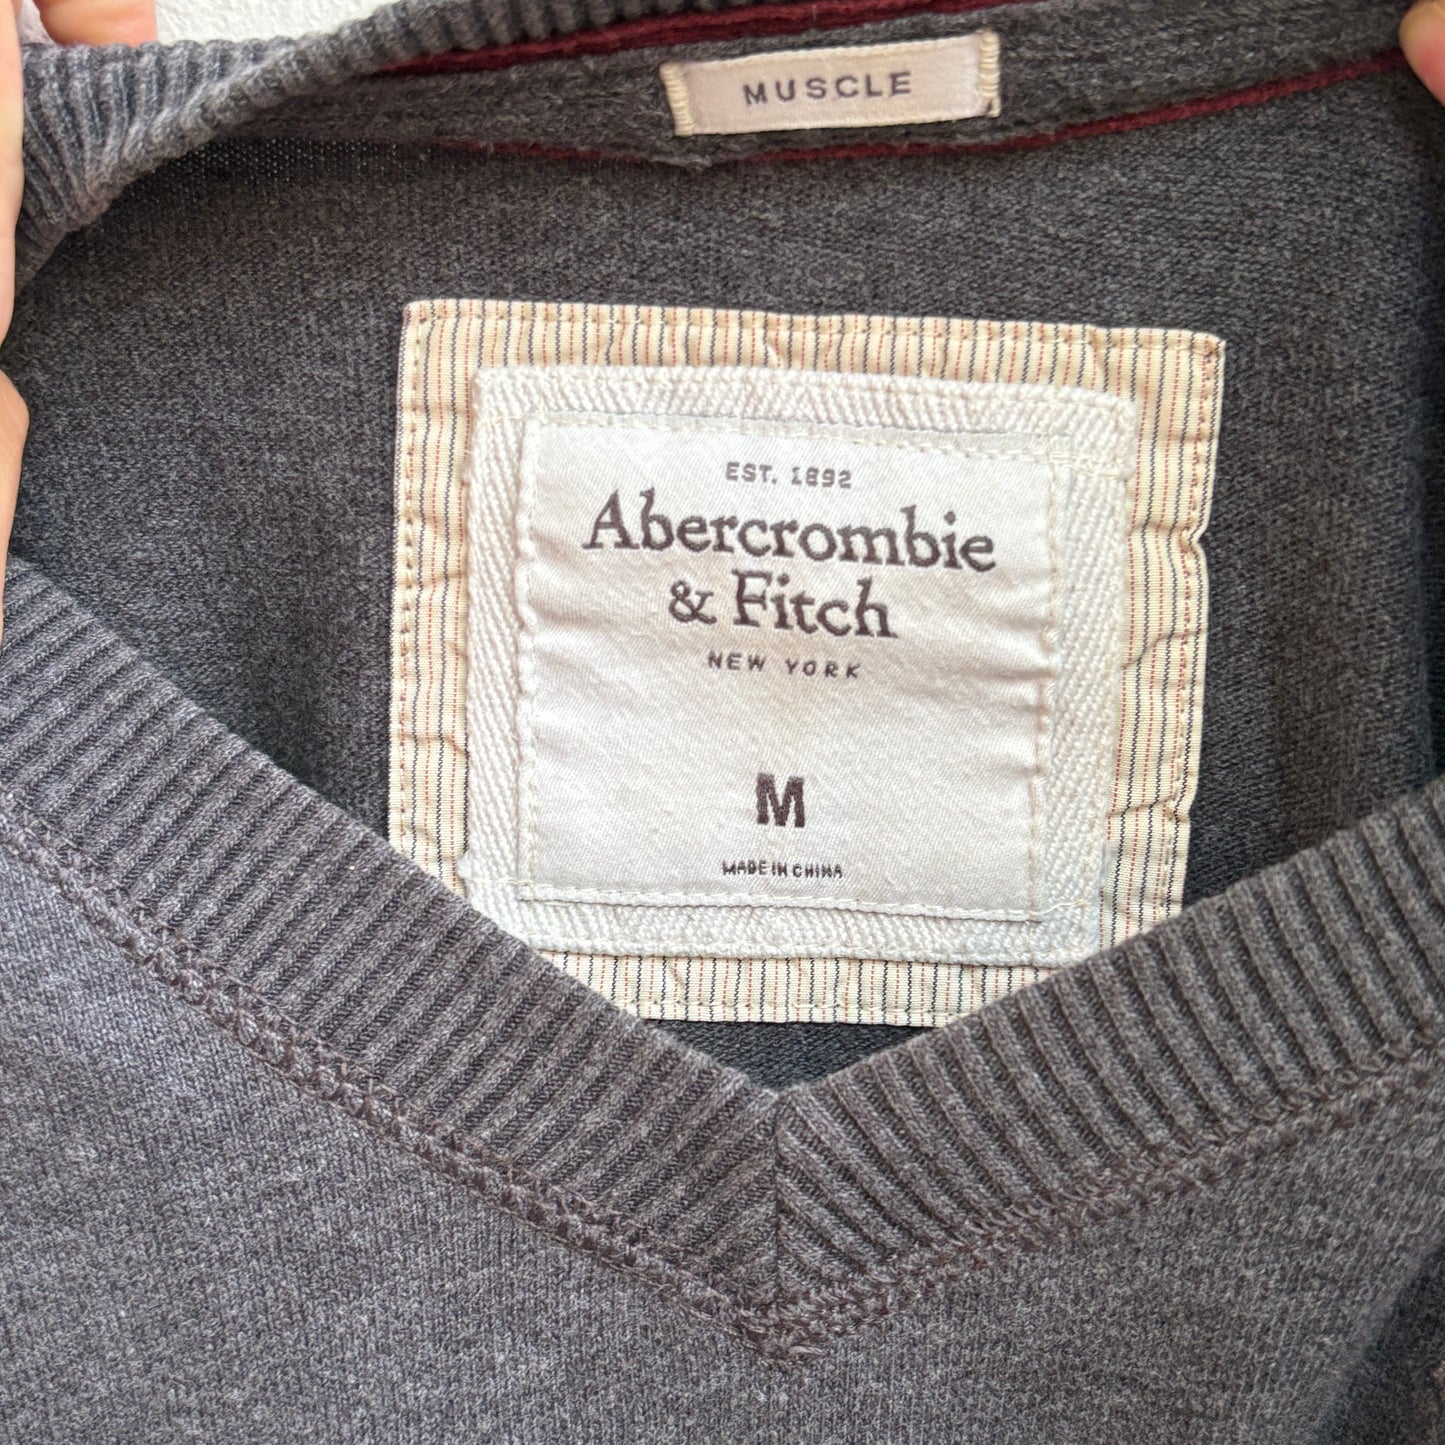 MUSCLE
EST. 1892
Abercrombie
& Fitch
NEW YORK
M
MADE IN CHINA